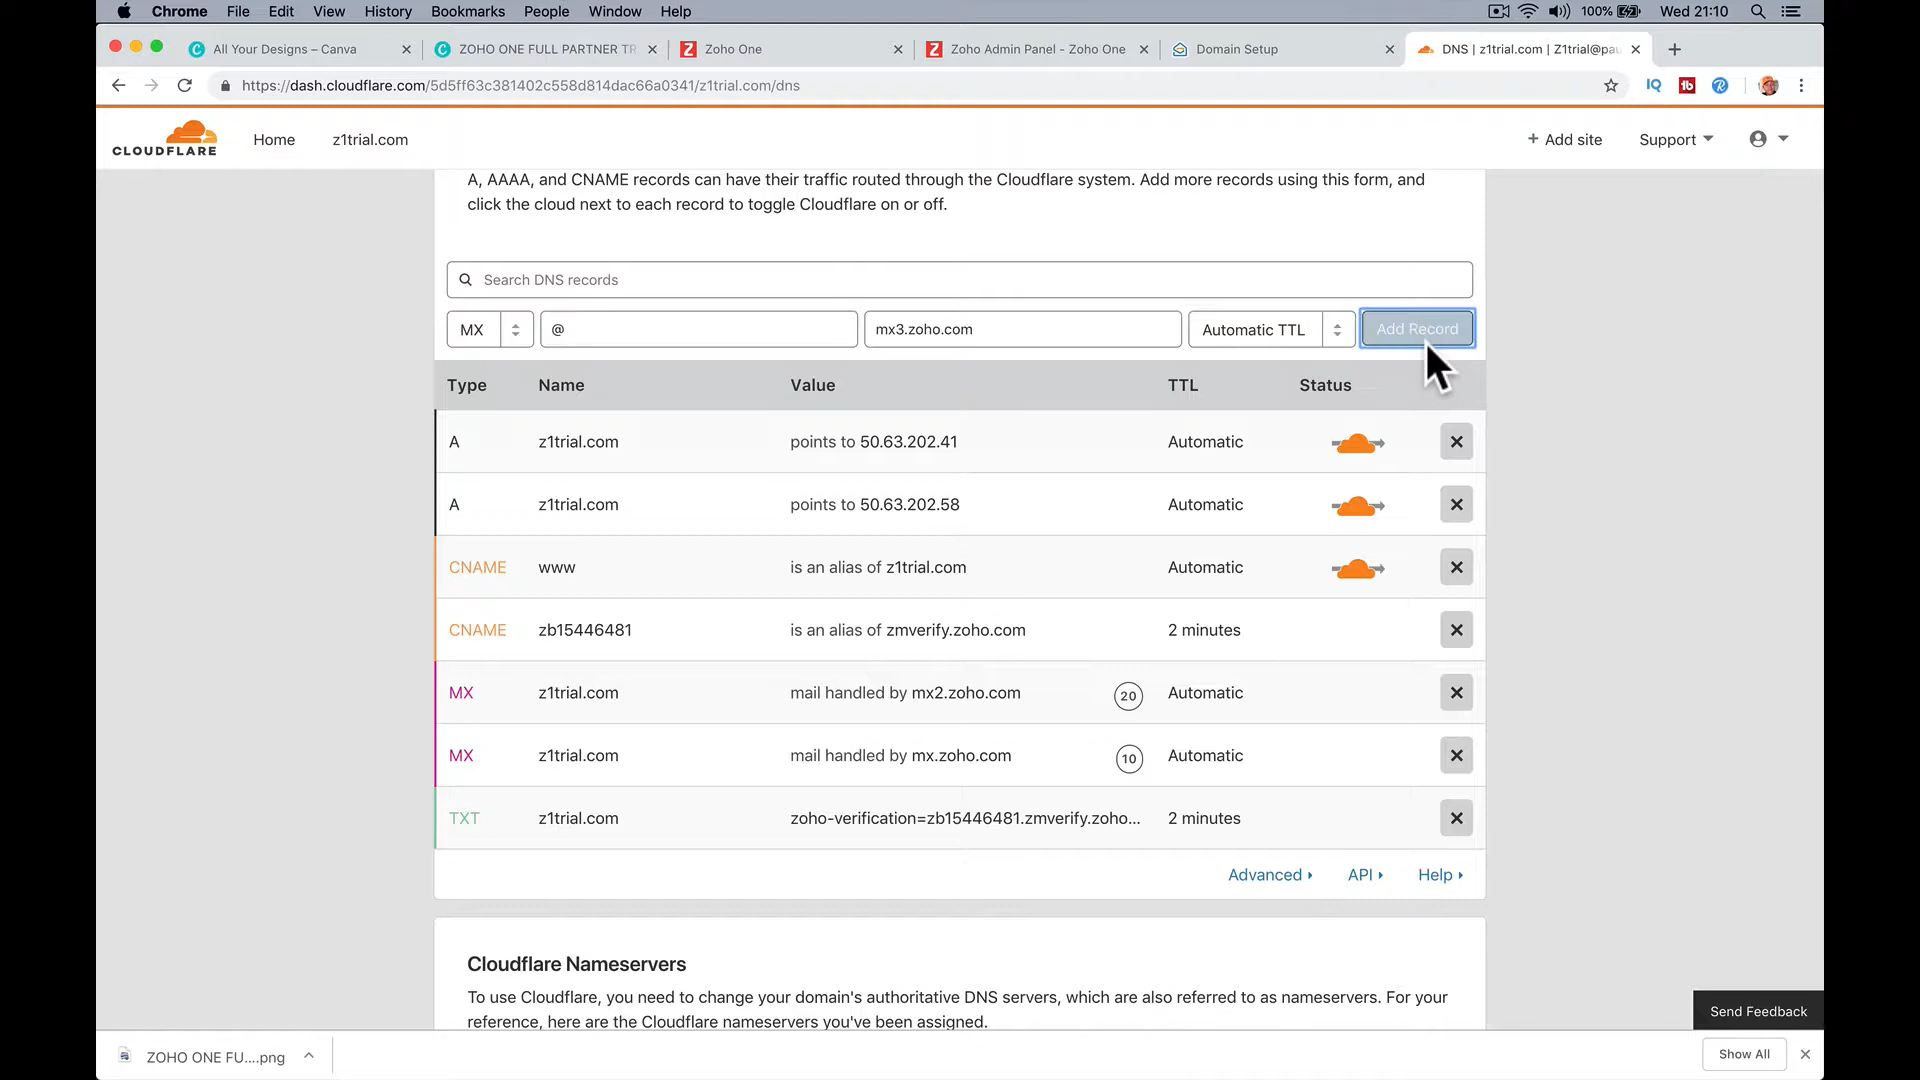 Chrome File Edit View History Bookmarks People Window Help 100% Wed 21:10
All Your Designs – Canva
ZOHO ONE FULL PARTNER TR
Zoho One
Zoho Admin Panel - Zoho One
Domain Setup
DNS | z1trial.com | Z1trial@pau
https://dash.cloudflare.com/5d5ff63c381402c558d814dac66a0341/z1trial.com/dns
CLOUDFLARE Home z1trial.com + Add site Support
A, AAAA, and CNAME records can have their traffic routed through the Cloudflare system. Add more records using this form, and
click the cloud next to each record to toggle Cloudflare on or off.
Search DNS records
MX @ mx3.zoho.com Automatic TTL Add Record
Type Name Value TTL Status
A z1trial.com points to 50.63.202.41 Automatic
A z1trial.com points to 50.63.202.58 Automatic
CNAME www is an alias of z1trial.com Automatic
CNAME zb15446481 is an alias of zmverify.zoho.com 2 minutes
MX z1trial.com mail handled by mx2.zoho.com 20 Automatic
MX z1trial.com mail handled by mx.zoho.com 10 Automatic
TXT z1trial.com zoho-verification=zb15446481.zmverify.zoho... 2 minutes
Advanced API Help
Cloudflare Nameservers
To use Cloudflare, you need to change your domain's authoritative DNS servers, which are also referred to as nameservers. For your
reference, here are the Cloudflare nameservers you've been assigned.
Send Feedback
ZOHO ONE FU....png Show All